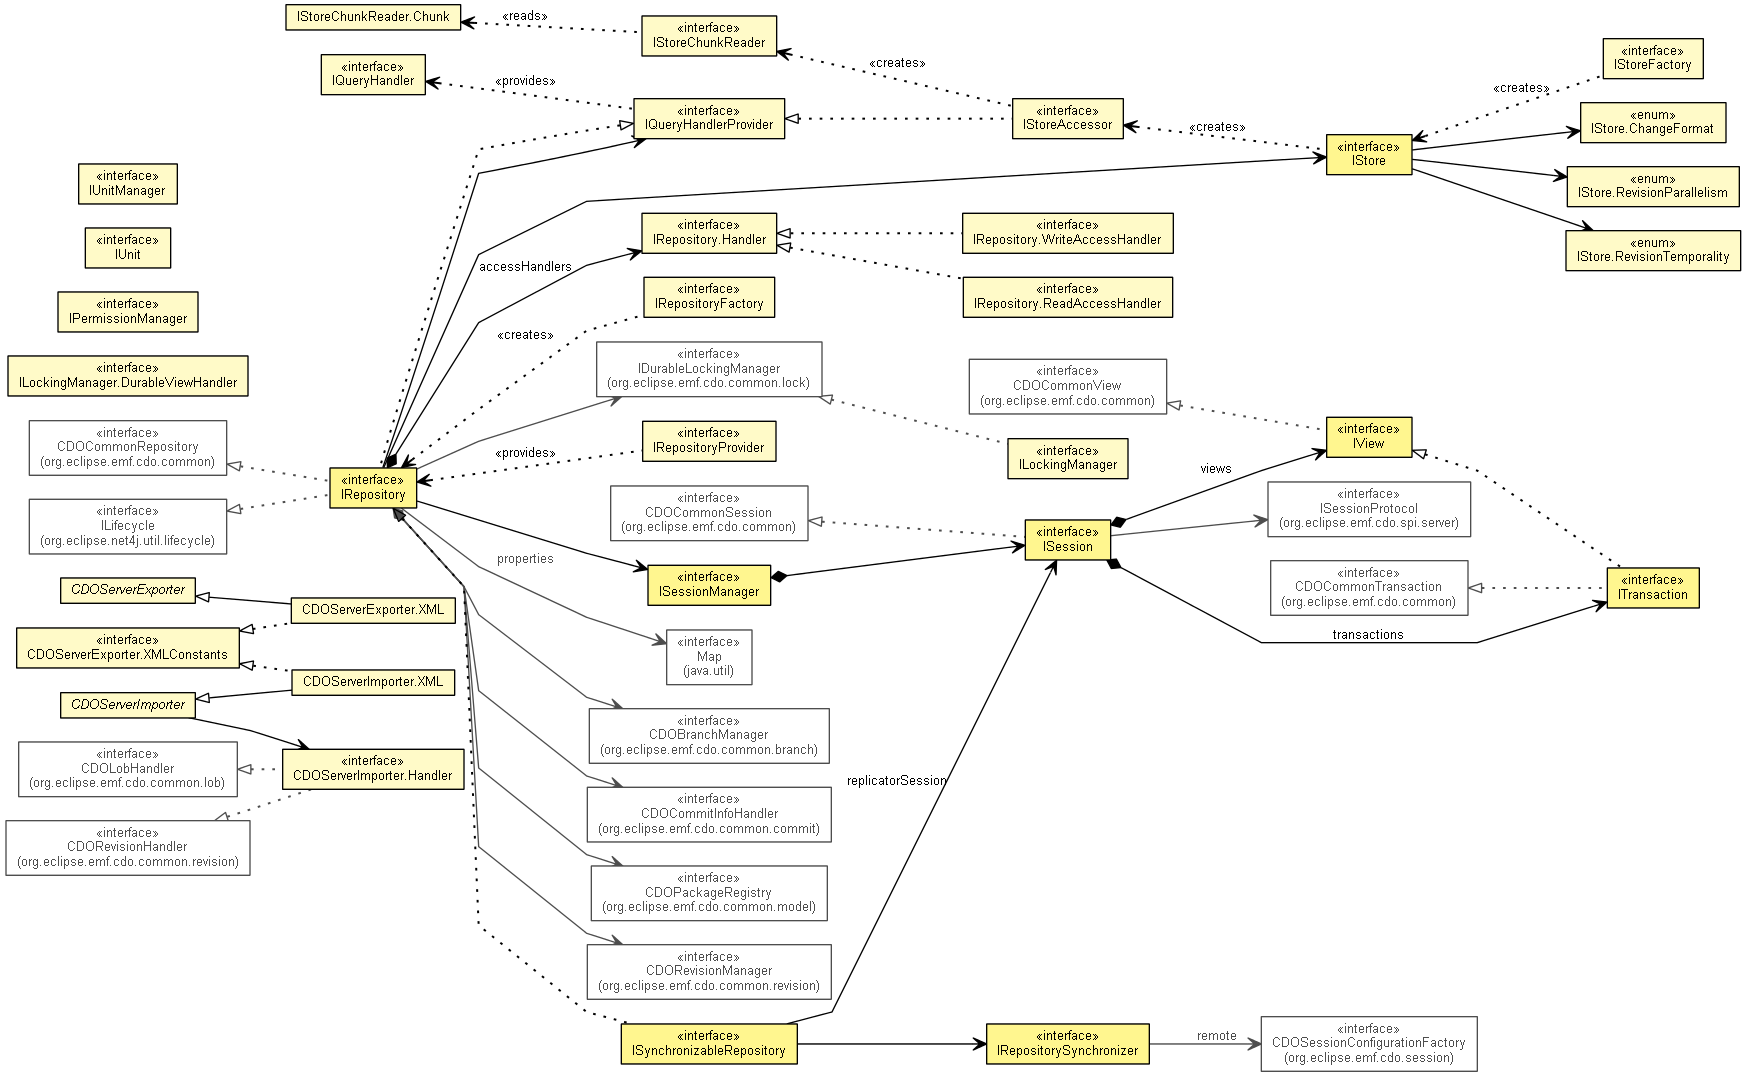 IStoreChunkReader.Chunk
«reads»
«interface»
IStoreChunkReader
«interface»
IQueryHandler
«provides»
«creates»
«interface»
IStoreFactory
«creates»
«interface»
IQueryHandlerProvider
«interface»
IStoreAccessor
«creates»
«enum»
IStore.ChangeFormat
«interface»
IStore
«interface»
IUnitManager
«enum»
IStore.RevisionParallelism
«interface»
IUnit
«interface»
IRepository.Handler
«interface»
IRepository.WriteAccessHandler
«enum»
IStore.RevisionTemporality
accessHandlers
«interface»
IPermissionManager
«interface»
IRepositoryFactory
«interface»
IRepository.ReadAccessHandler
«creates»
«interface»
ILockingManager.DurableViewHandler
«interface»
IDurableLockingManager
(org.eclipse.emf.cdo.common.lock)
«interface»
CDOCommonView
(org.eclipse.emf.cdo.common)
«interface»
CDOCommonRepository
(org.eclipse.emf.cdo.common)
«provides»
«interface»
IRepositoryProvider
«interface»
ILockingManager
«interface»
IView
views
«interface»
IRepository
«interface»
ILifecycle
(org.eclipse.net4j.util.lifecycle)
«interface»
CDOCommonSession
(org.eclipse.emf.cdo.common)
«interface»
ISession
«interface»
ISessionProtocol
(org.eclipse.emf.cdo.spi.server)
properties
«interface»
ISessionManager
«interface»
CDOCommonTransaction
(org.eclipse.emf.cdo.common)
«interface»
ITransaction
CDOServerExporter
CDOServerExporter.XML
transactions
«interface»
CDOServerExporter.XMLConstants
«interface»
Map
(java.util)
CDOServerImporter.XML
CDOServerImporter
«interface»
CDOBranchManager
(org.eclipse.emf.cdo.common.branch)
«interface»
CDOLobHandler
(org.eclipse.emf.cdo.common.lob)
«interface»
CDOServerImporter.Handler
replicatorSession
«interface»
CDOCommitInfoHandler
(org.eclipse.emf.cdo.common.commit)
«interface»
CDORevisionHandler
(org.eclipse.emf.cdo.common.revision)
«interface»
CDOPackageRegistry
(org.eclipse.emf.cdo.common.model)
«interface»
CDORevisionManager
(org.eclipse.emf.cdo.common.revision)
«interface»
ISynchronizableRepository
«interface»
IRepositorySynchronizer
remote
«interface»
CDOSessionConfigurationFactory
(org.eclipse.emf.cdo.session)